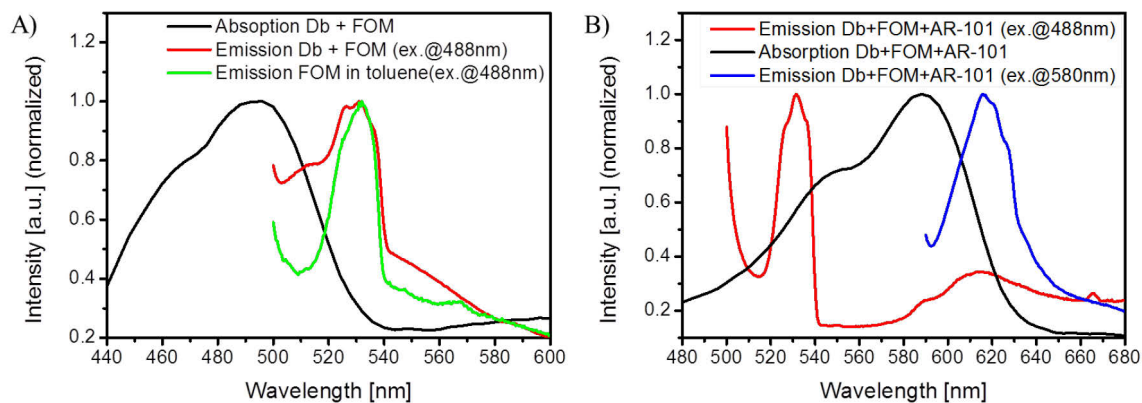 A)
Absoption Db + FOM
Emission Db + FOM (ex.@488nm)
Emission FOM in toluene(ex.@488nm)
Intensity [a.u.] (normalized)
1.0
0.8
0.6
0.4
0.2
440 460 480 500 520 540 560 580 600
Wavelength [nm]
B)
Emission Db+FOM+AR-101 (ex.@488nm)
Absorption Db+FOM+AR-101
Emission Db+FOM+AR-101 (ex.@580nm)
Intensity [a.u.] (normalized)
1.0
0.8
0.6
0.4
0.2
480 500 520 540 560 580 600 620 640 660 680
Wavelength [nm]